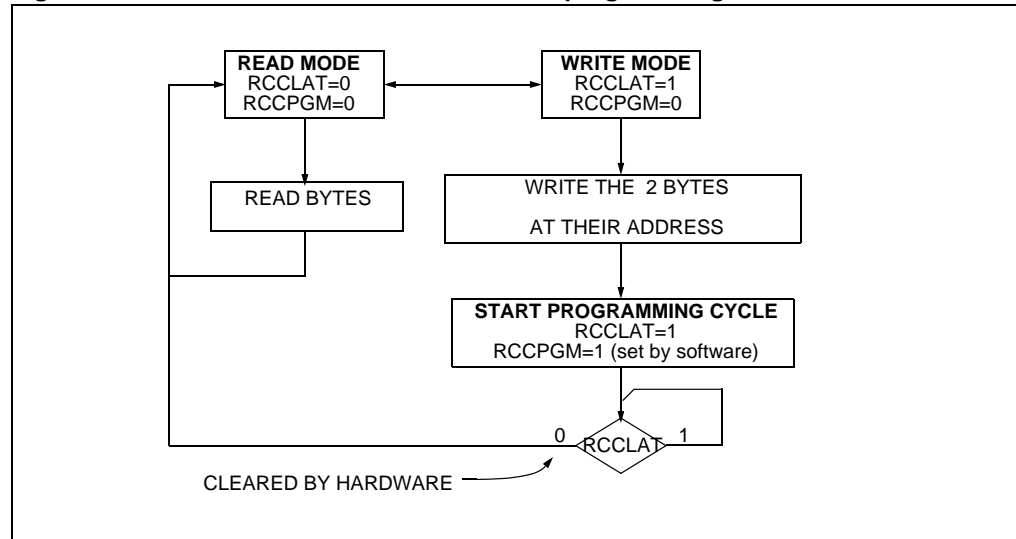 READ MODE
RCCLAT=0
RCCPGM=0
WRITE MODE
RCCLAT=1
RCCPGM=0
READ BYTES
WRITE THE 2 BYTES
AT THEIR ADDRESS
START PROGRAMMING CYCLE
RCCLAT=1
RCCPGM=1 (set by software)
0
RCCLAT
1
CLEARED BY HARDWARE